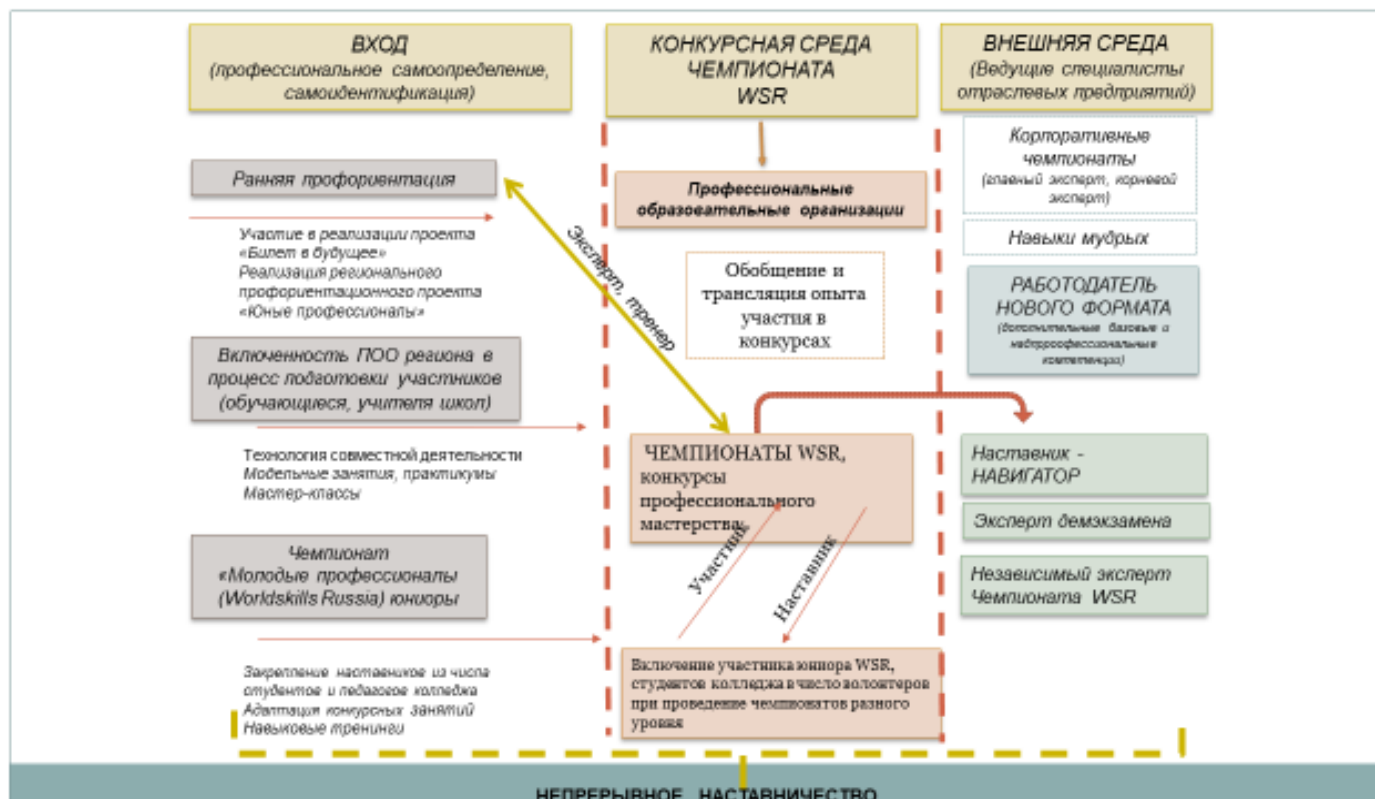 ВХОД
(профессиональное самоопределение,
самоидентификация)
Ранняя профориентация
Участие в реализации проекта
«Билет в будущее»
Реализация регионального
профориентационного проекта
«Юные профессионалы»
Включенность ПОО региона в
процесс подготовки участников
(обучающиеся, учителя школ)
Технология совместной деятельности
Модельные занятия, практикумы
Мастер-классы
Чемпионат
«Молодые профессионалы
(Worldskills Russia) юниоры
Закрепление наставников из числа
студентов и педагогов колледжа
Адаптация конкурсных занятий
Навыковые тренинги
КОНКУРСНАЯ СРЕДА
ЧЕМПИОНАТА
WSR
Профессиональные
образовательные организации
Обобщение и
трансляция опыта
участия в
конкурсах
Эксперт, тренер
ЧЕМПИОНАТЫ WSR,
конкурсы
профессионального
мастерства
Участник
Наставник
Включение участника юниора WSR,
студентов колледжа в число волонтеров
при проведение чемпионатов разного
уровня
ВНЕШНЯЯ СРЕДА
(Ведущие специалисты
отраслевых предприятий)
Корпоративные
чемпионаты
(главный эксперт, корневой
эксперт)
Навыки мудрых
РАБОТОДАТЕЛЬ
НОВОГО ФОРМАТА
(дополнительные базовые и
надпрофессиональные
компетенции)
Наставник -
НАВИГАТОР
Эксперт демэкзамена
Независимый эксперт
Чемпионата WSR
НЕПРЕРЫВНОЕ НАСТАВНИЧЕСТВО